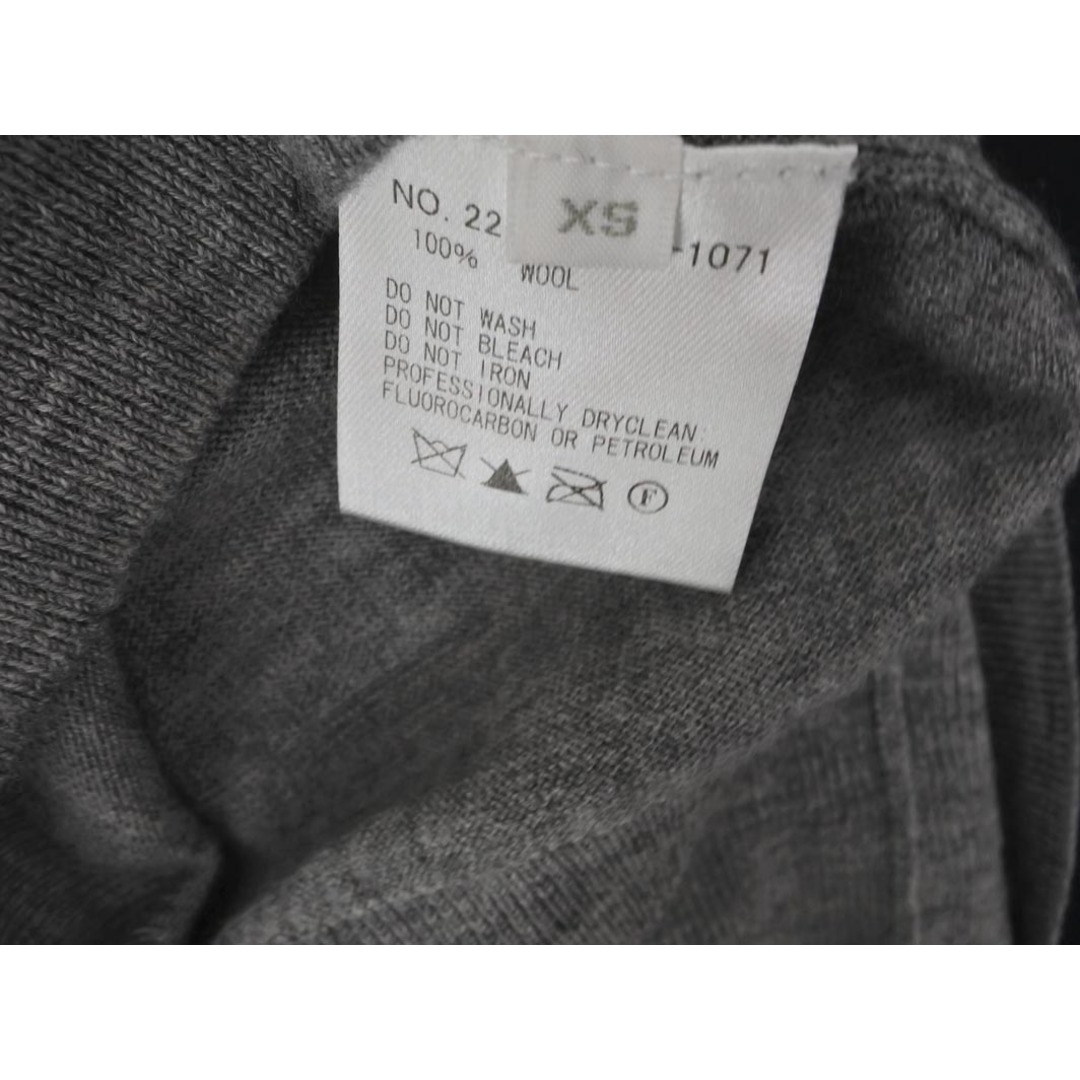 XS
NO. 22 -1071
100% WOOL
DO NOT WASH
DO NOT BLEACH
DO NOT IRON
PROFESSIONALLY DRYCLEAN:
FLUOROCARBON OR PETROLEUM
F